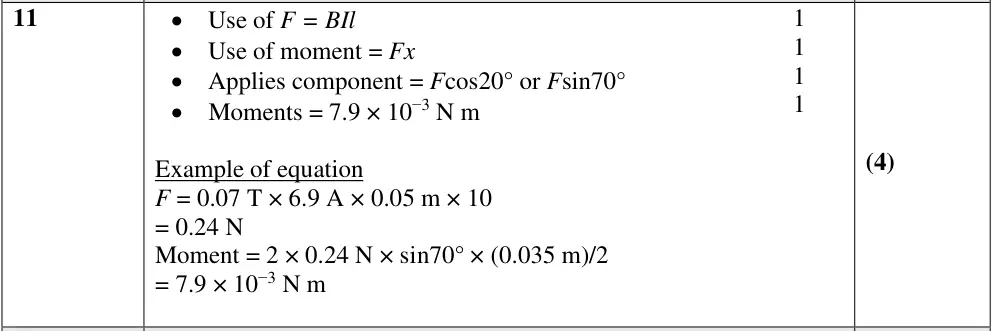 11
• Use of F = BIl 1
• Use of moment = Fx 1
• Applies component = Fcos20° or Fsin70° 1
• Moments = 7.9 × 10⁻³ N m 1
Example of equation
(4)
F = 0.07 T × 6.9 A × 0.05 m × 10
= 0.24 N
Moment = 2 × 0.24 N × sin70° × (0.035 m)/2
= 7.9 × 10⁻³ N m